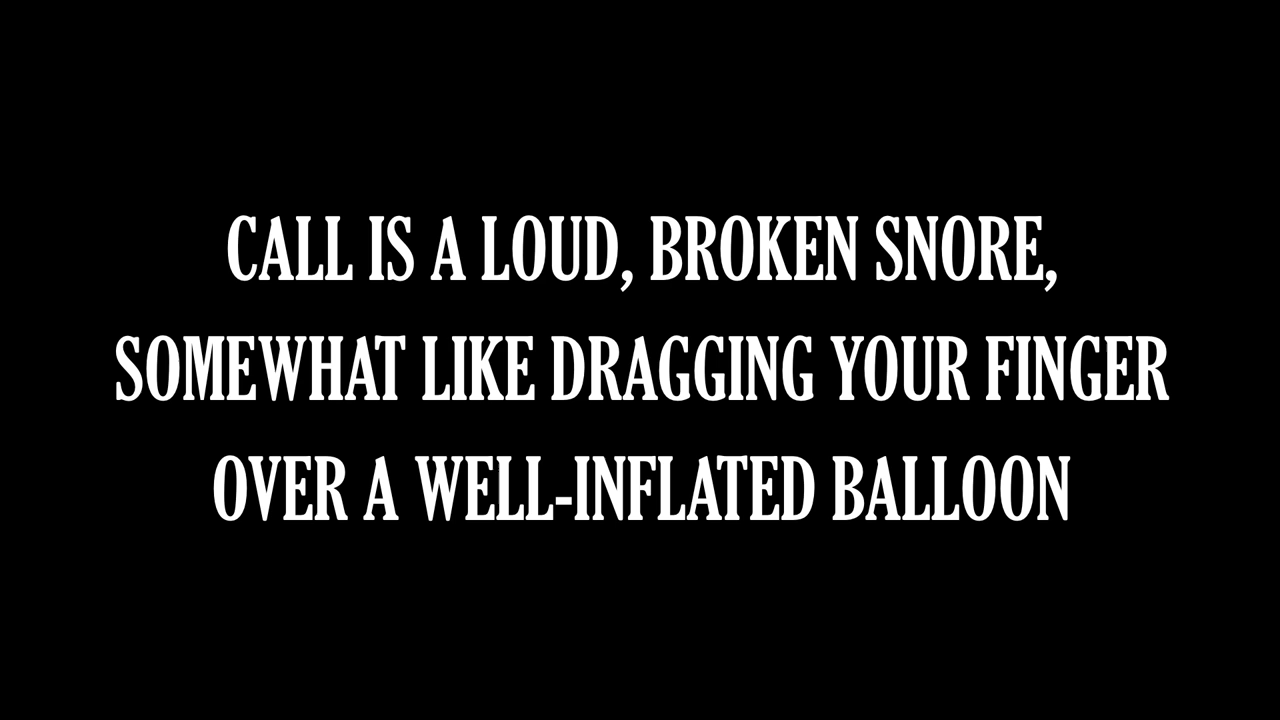 CALL IS A LOUD, BROKEN SNORE,
SOMEWHAT LIKE DRAGGING YOUR FINGER
OVER A WELL-INFLATED BALLOON